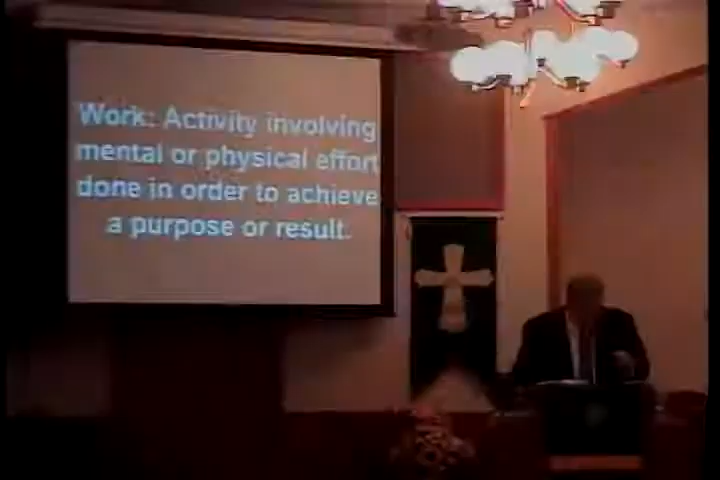 Work: Activity involving
mental or physical effort
done in order to achieve
a purpose or result.